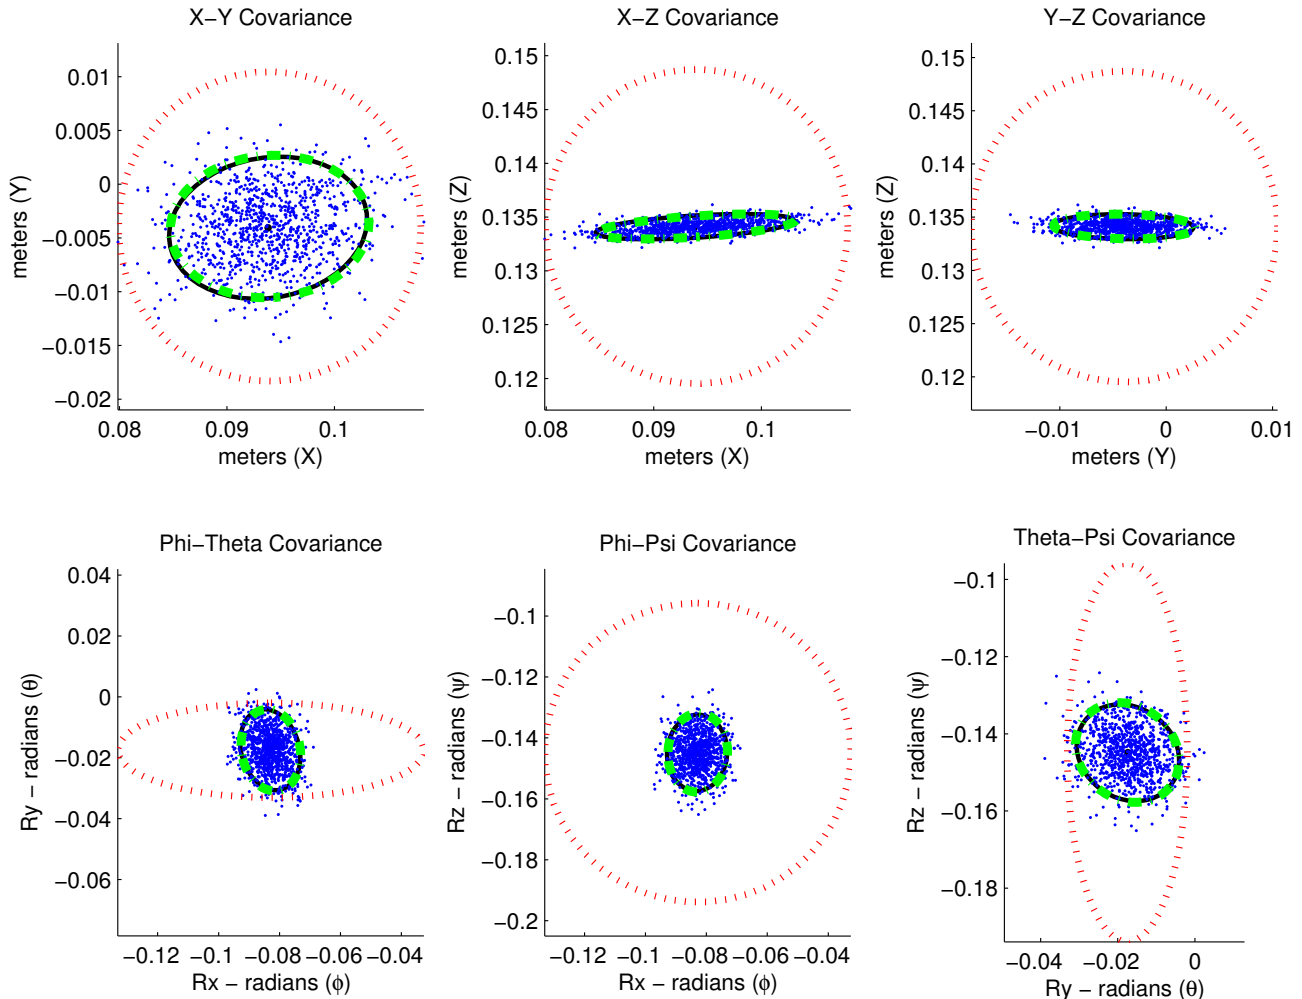 X−Y Covariance
0.01
0.005
0
−0.005
−0.01
−0.015
−0.02
meters (Y)
0.08 0.09 0.1
meters (X)
X−Z Covariance
0.15
0.145
0.14
0.135
0.13
0.125
0.12
meters (Z)
0.08 0.09 0.1
meters (X)
Y−Z Covariance
0.15
0.145
0.14
0.135
0.13
0.125
0.12
meters (Z)
−0.01 0 0.01
meters (Y)
Phi−Theta Covariance
0.04
0.02
0
−0.02
−0.04
−0.06
Ry − radians (θ)
−0.12 −0.1 −0.08 −0.06 −0.04
Rx − radians (ϕ)
Phi−Psi Covariance
−0.1
−0.12
−0.14
−0.16
−0.18
−0.2
Rz − radians (ψ)
−0.12 −0.1 −0.08 −0.06 −0.04
Rx − radians (ϕ)
Theta−Psi Covariance
−0.1
−0.12
−0.14
−0.16
−0.18
Rz − radians (ψ)
−0.04 −0.02 0
Ry − radians (θ)